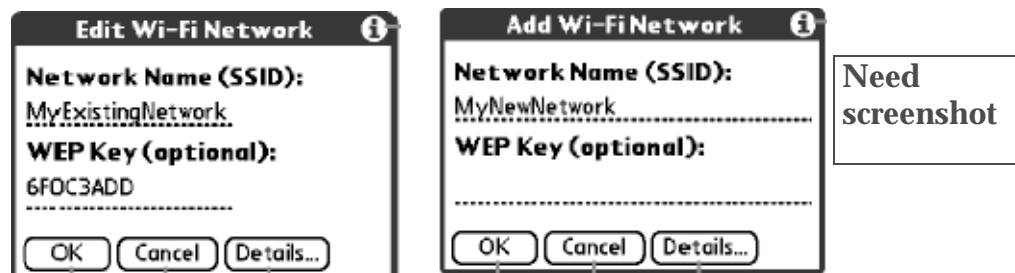 Edit Wi-Fi Network
Network Name (SSID):
MyExistingNetwork
WEP Key (optional):
6F0C3ADD
OK Cancel Details...
Add Wi-Fi Network
Network Name (SSID):
MyNewNetwork
WEP Key (optional):
OK Cancel Details...
Need
screenshot